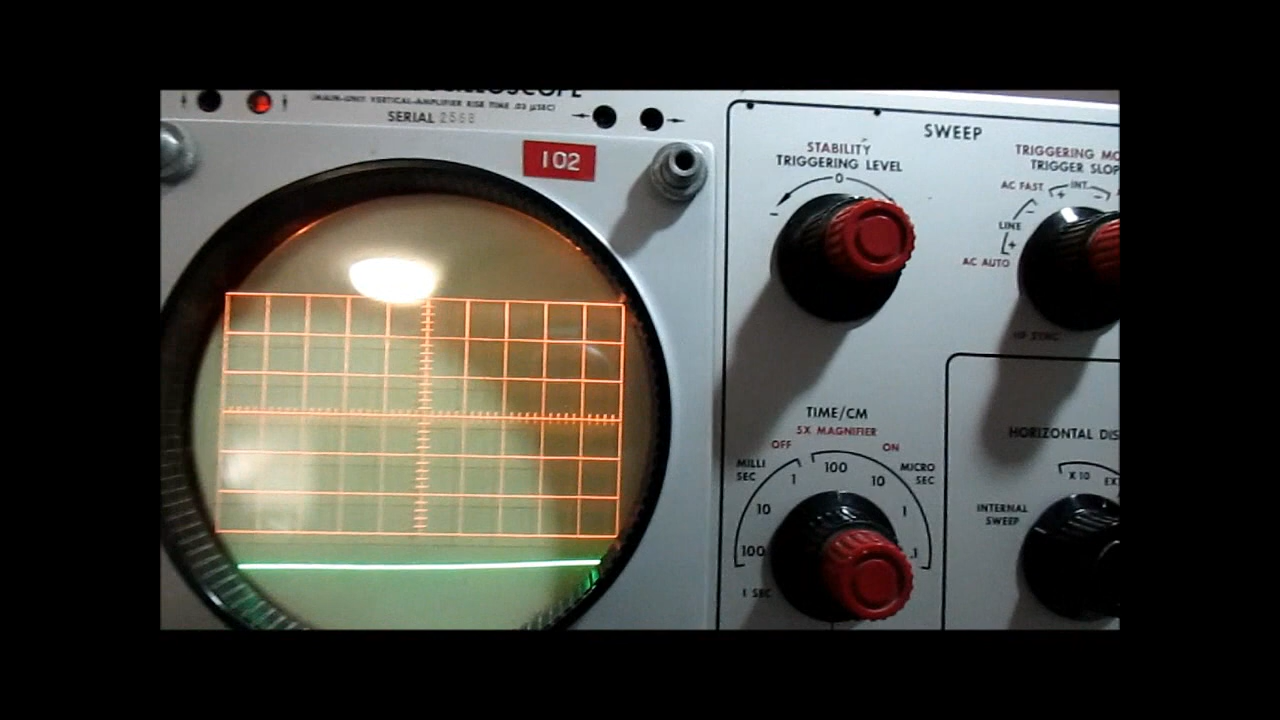 (MAIN-UNIT VERTICAL-AMPLIFIER RISE TIME .03 μSEC)
SERIAL 2568
102
SWEEP
STABILITY
TRIGGERING LEVEL
0
-
TRIGGERING MO
TRIGGER SLOP
AC FAST
INT.
+
-
-
LINE
+
AC AUTO
HF SYNC
TIME/CM
5X MAGNIFIER
OFF
ON
MILLI
SEC
MICRO
SEC
1
100
10
10
1
100
.1
1 SEC
HORIZONTAL DIS
X 10
EX
INTERNAL
SWEEP